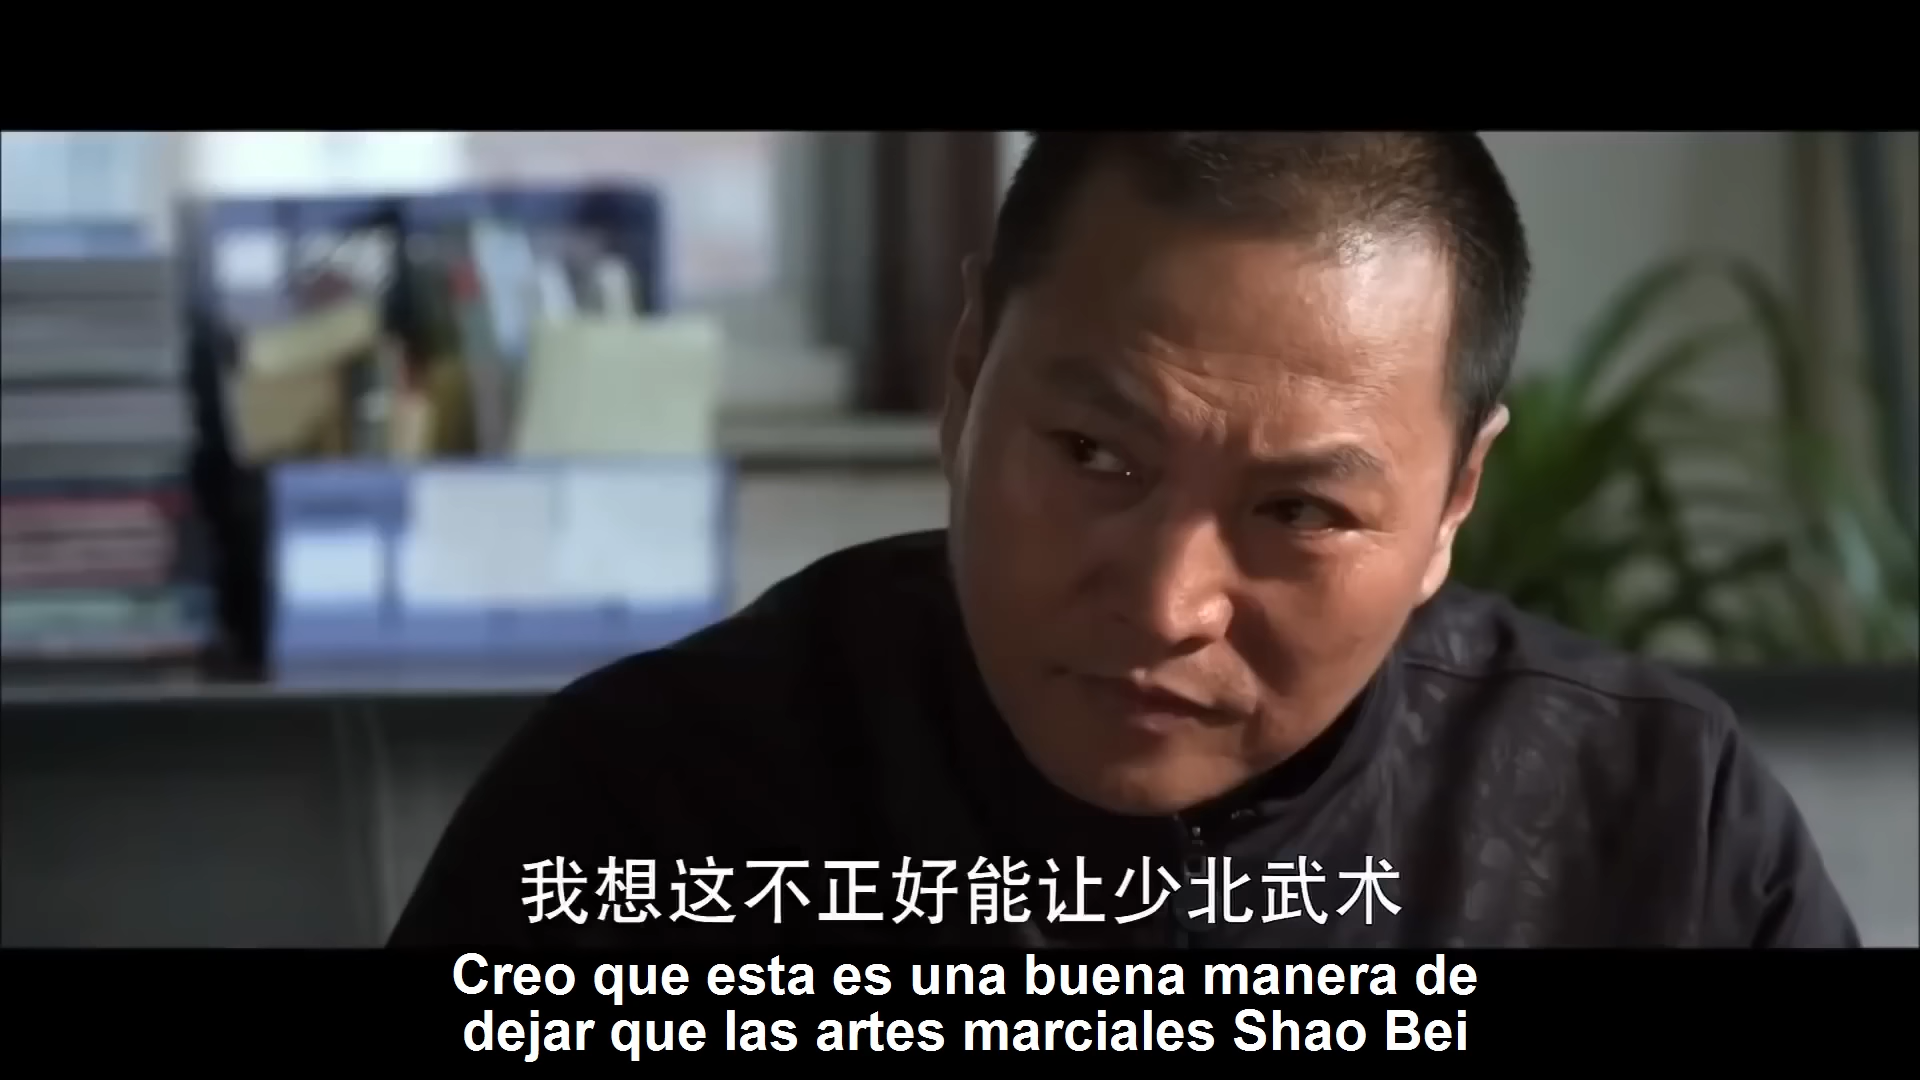 我想这不正好能让少北武术
Creo que esta es una buena manera de
dejar que las artes marciales Shao Bei